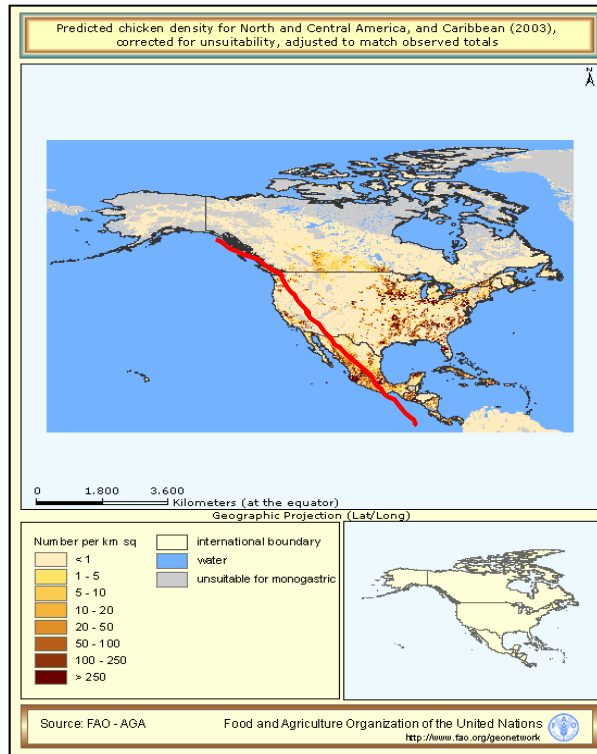 Predicted chicken density for North and Central America, and Caribbean (2003),
corrected for unsuitability, adjusted to match observed totals
N
0 1.800 3.600
Kilometers (at the equator)
Geographic Projection (Lat/Long)
Number per km sq
< 1
1 - 5
5 - 10
10 - 20
20 - 50
50 - 100
100 - 250
> 250
international boundary
water
unsuitable for monogastric
Source: FAO - AGA
Food and Agriculture Organization of the United Nations
http://www.fao.org/geonetwork